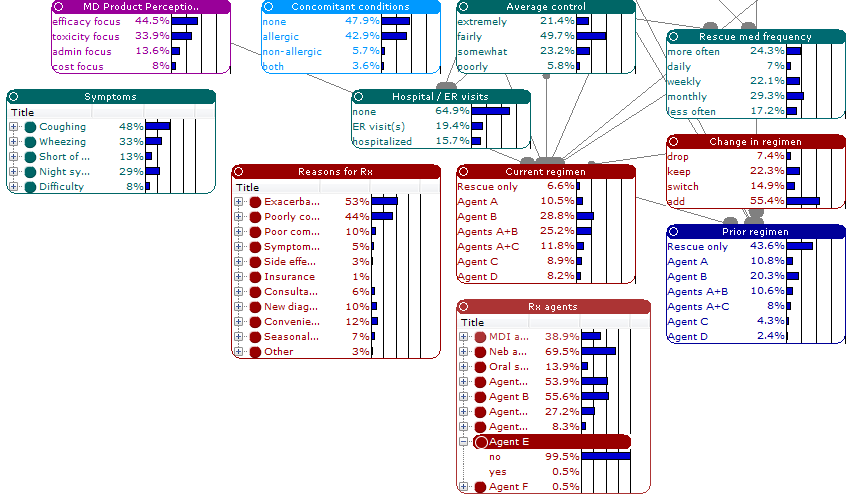 MD Product Perceptio..
efficacy focus 44.5%
toxicity focus 33.9%
admin focus 13.6%
cost focus 8%
Concomitant conditions
none 47.9%
allergic 42.9%
non-allergic 5.7%
both 3.6%
Average control
extremely 21.4%
fairly 49.7%
somewhat 23.2%
poorly 5.8%
Rescue med frequency
more often 24.3%
daily 7%
weekly 22.1%
monthly 29.3%
less often 17.2%
Symptoms
Title
Coughing 48%
Wheezing 33%
Short of ... 13%
Night sy... 29%
Difficulty 8%
Hospital / ER visits
none 64.9%
ER visit(s) 19.4%
hospitalized 15.7%
Change in regimen
drop 7.4%
keep 22.3%
switch 14.9%
add 55.4%
Reasons for Rx
Title
Exacerba... 53%
Poorly co... 44%
Poor com... 10%
Symptom... 5%
Side effe... 3%
Insurance 1%
Consulta... 6%
New diag... 10%
Convenie... 12%
Seasonal... 7%
Other 3%
Current regimen
Rescue only 6.6%
Agent A 10.5%
Agent B 28.8%
Agents A+B 25.2%
Agents A+C 11.8%
Agent C 8.9%
Agent D 8.2%
Prior regimen
Rescue only 43.6%
Agent A 10.8%
Agent B 20.3%
Agents A+B 10.6%
Agents A+C 8%
Agent C 4.3%
Agent D 2.4%
Rx agents
Title
MDI a... 38.9%
Neb a... 69.5%
Oral s... 13.9%
Agent... 53.9%
Agent B 55.6%
Agent... 27.2%
Agent... 8.3%
Agent E
no 99.5%
yes 0.5%
Agent F 0.5%